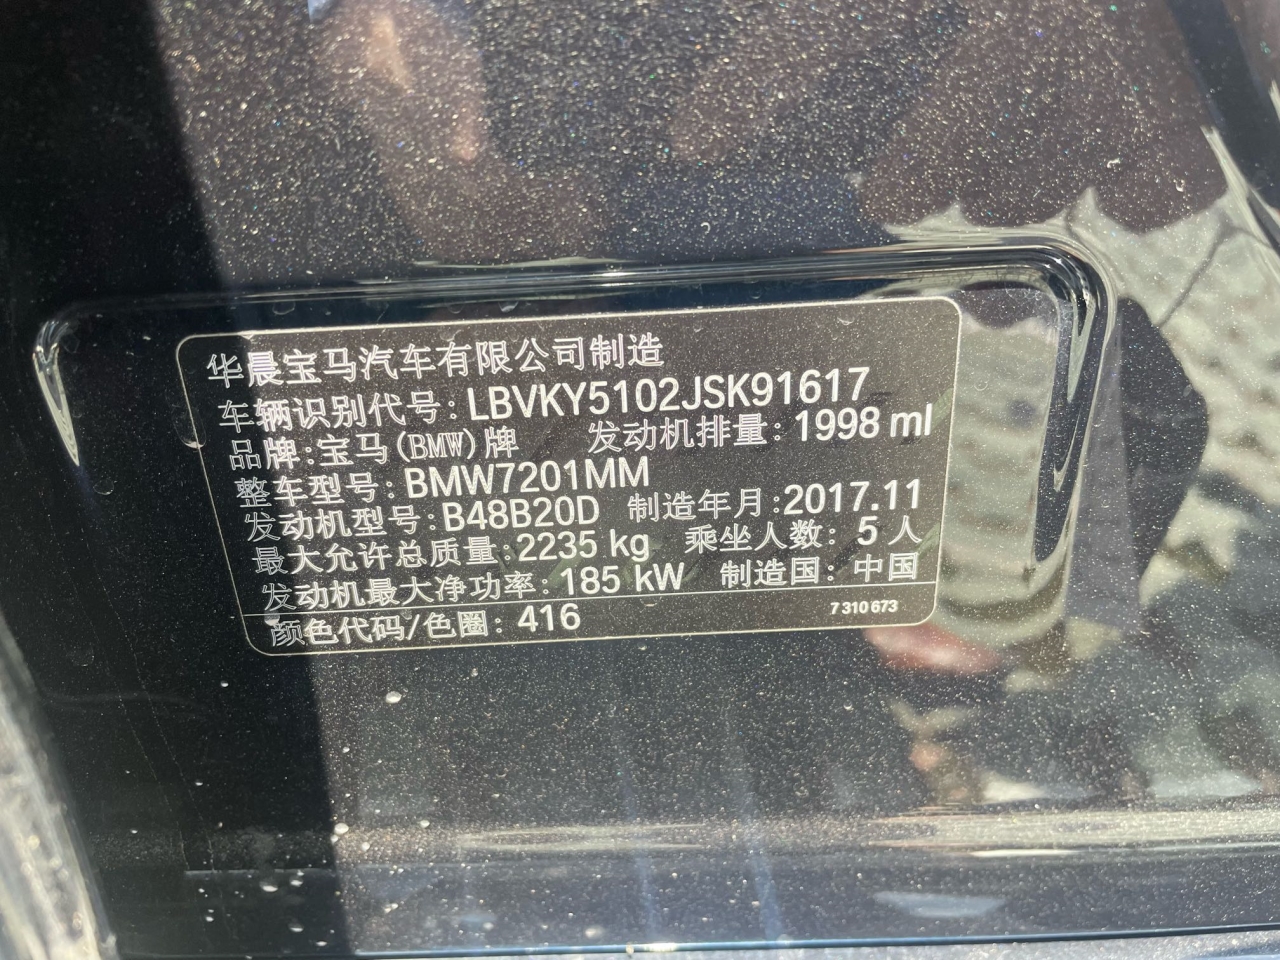 华晨宝马汽车有限公司制造
车辆识别代号: LBVKY5102JSK91617
品牌:宝马(BMW)牌 发动机排量: 1998 ml
整车型号: BMW7201MM
发动机型号: B48B20D 制造年月:2017.11
最大允许总质量:2235 kg 乘坐人数: 5 人
发动机最大净功率: 185 kW 制造国: 中国
颜色代码/色圈: 416 7 310 673